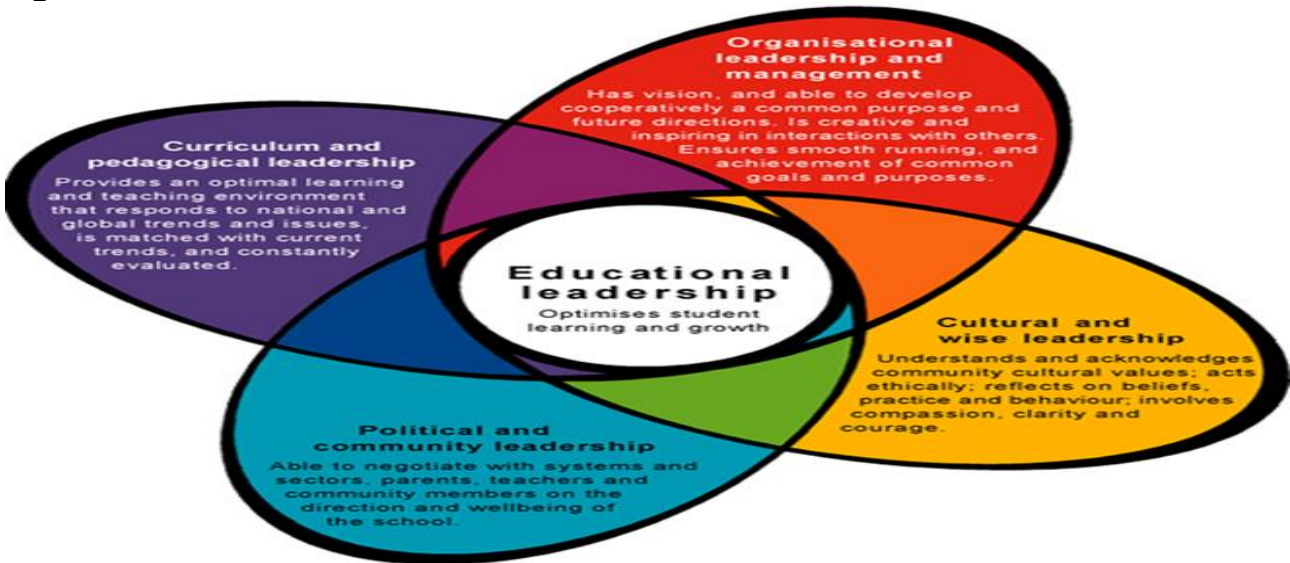 Organisational
leadership and
management
Has vision, and able to develop
cooperatively a common purpose and
future directions. Is creative and
inspiring in interactions with others.
Ensures smooth running, and
achievement of common
goals and purposes.
Curriculum and
pedagogical leadership
Provides an optimal learning
and teaching environment
that responds to national and
global trends and issues,
is matched with current
trends, and constantly
evaluated.
Educational
leadership
Optimises student
learning and growth
Cultural and
wise leadership
Understands and acknowledges
community cultural values; acts
ethically; reflects on beliefs,
practice and behaviour; involves
compassion, clarity and
courage.
Political and
community leadership
Able to negotiate with systems and
sectors, parents, teachers and
community members on the
direction and wellbeing of
the school.